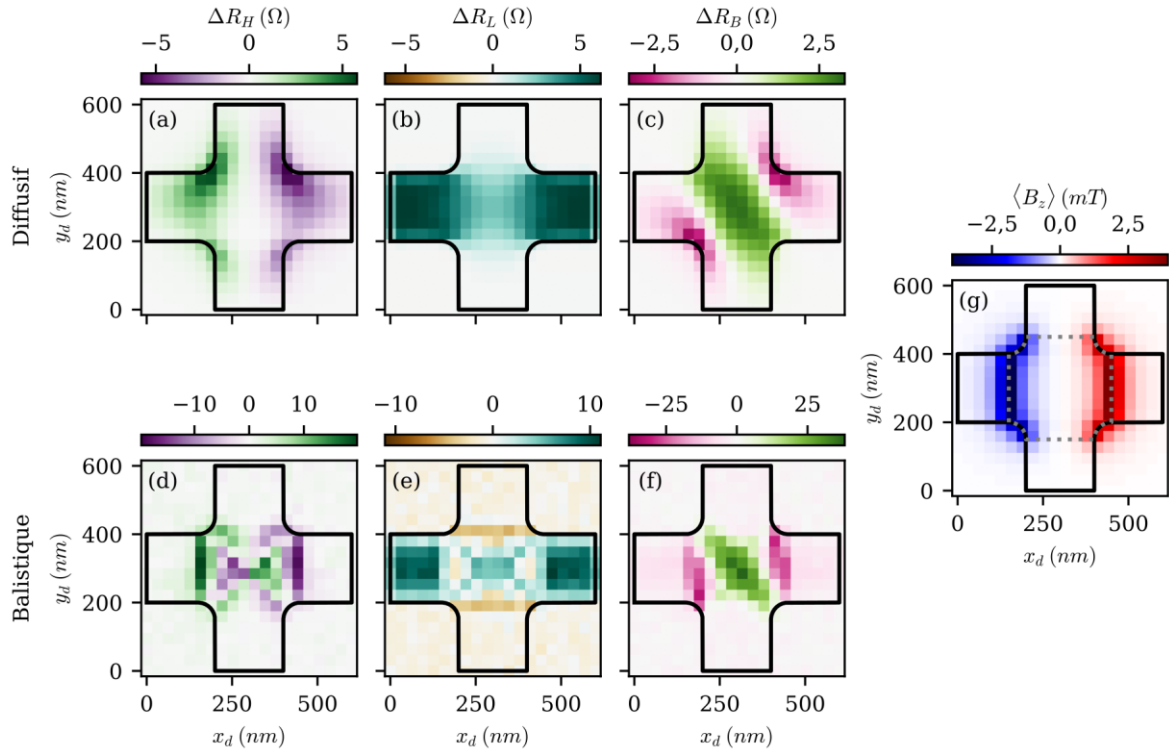 ΔR_H (Ω) ΔR_L (Ω) ΔR_B (Ω)
−5 0 5 −5 0 5 −2,5 0,0 2,5
Diffusif
y_d (nm)
600
400
200
0
(a) (b) (c)
⟨B_z⟩ (mT)
−2,5 0,0 2,5
y_d (nm)
600
400
200
0
(g)
0 250 500
x_d (nm)
−10 0 10 −10 0 10 −25 0 25
Balistique
y_d (nm)
600
400
200
0
(d) (e) (f)
0 250 500 0 250 500 0 250 500
x_d (nm) x_d (nm) x_d (nm)